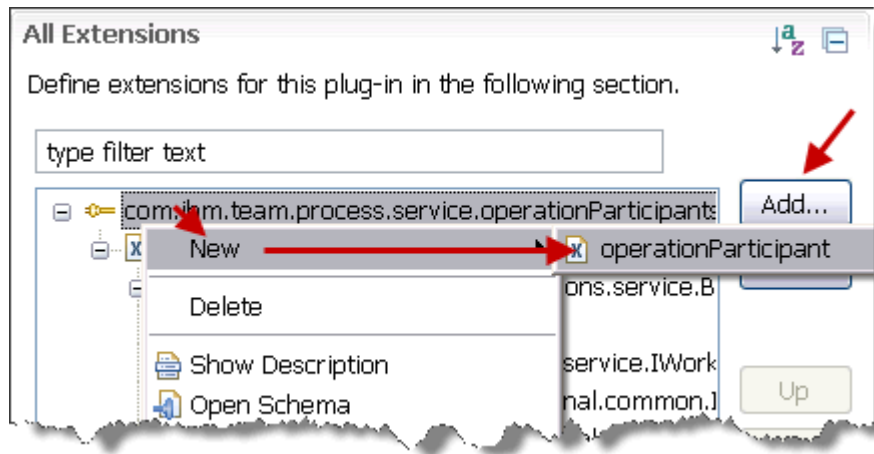 All Extensions
Define extensions for this plug-in in the following section.
type filter text
com.ibm.team.process.service.operationParticipants
Add...
New
operationParticipant
ons.service.B
Delete
Show Description
service.IWork
Open Schema
nal.common.I
Up